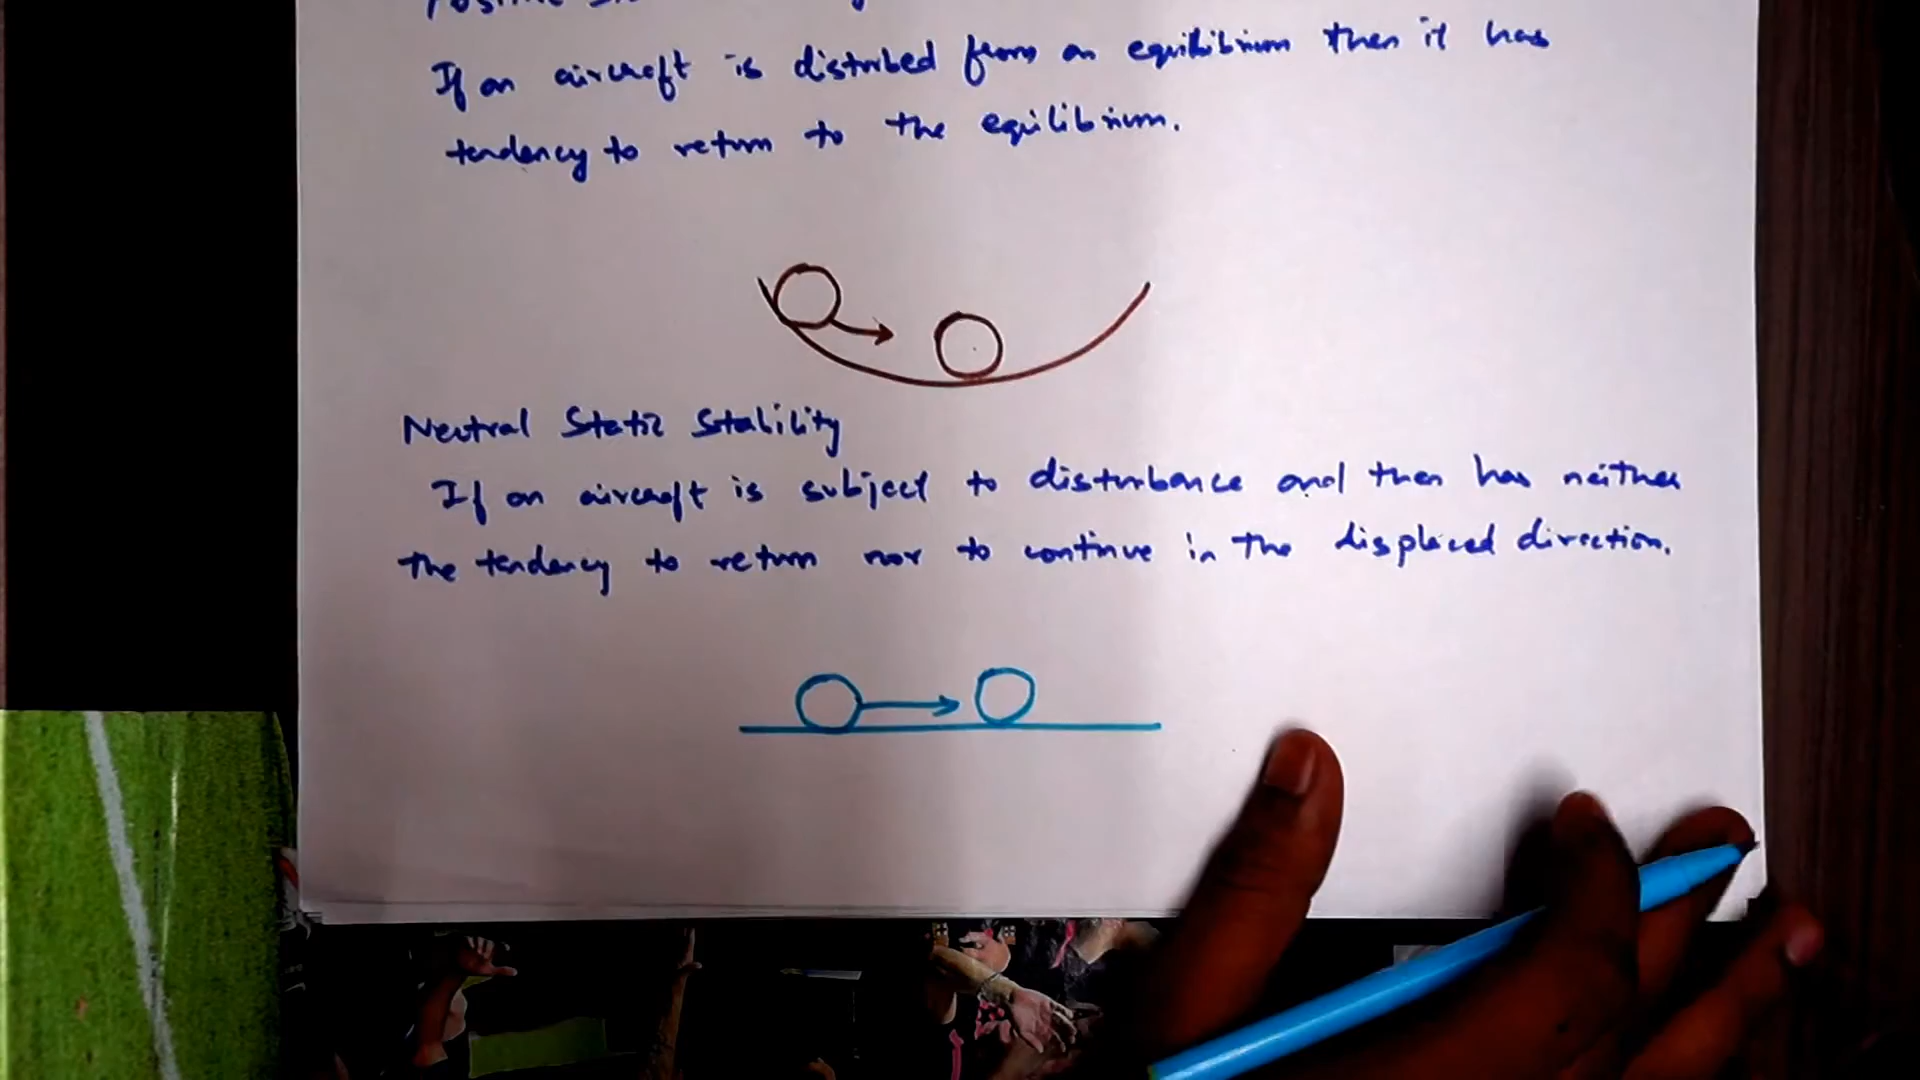 If an aircraft is disturbed from an equilibrium then it has
tendency to return to the equilibrium.
Neutral Static Stability
If an aircraft is subject to disturbance and then has neither
the tendency to return nor to continue in the displaced direction.